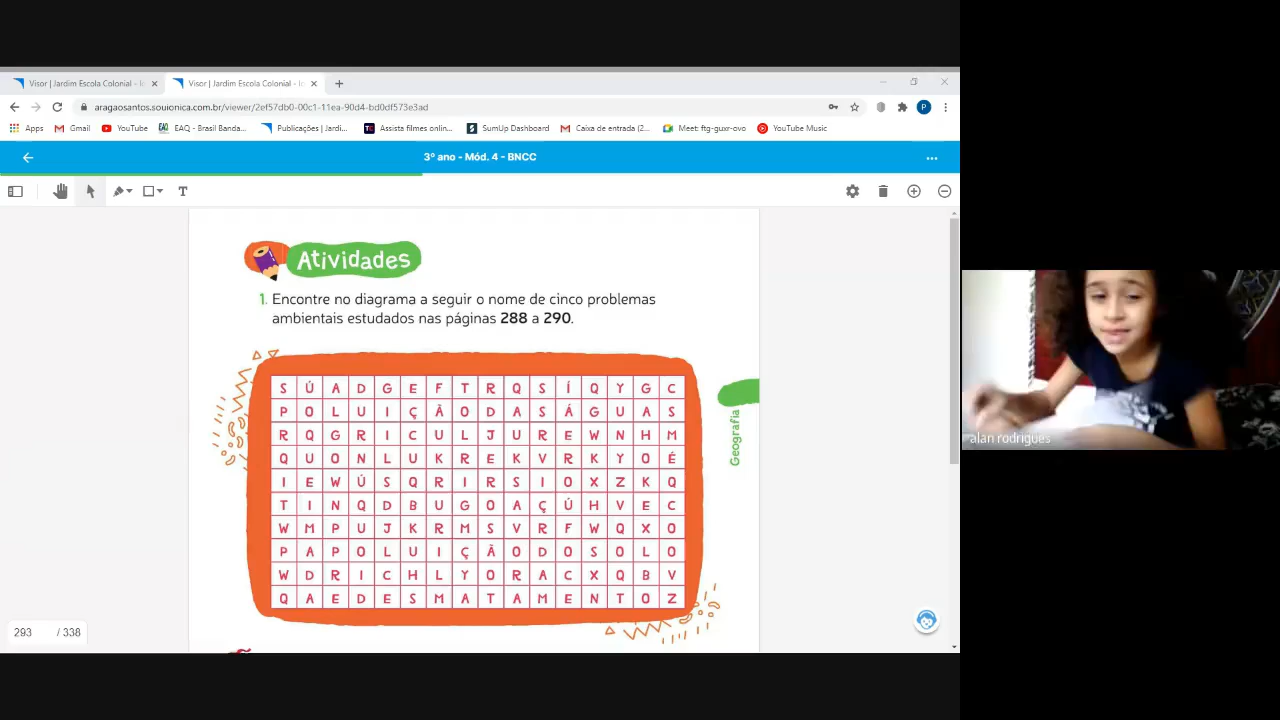 Visor | Jardim Escola Colonial - Io
Visor | Jardim Escola Colonial - Io
aragaosantos.souionica.com.br/viewer/2ef57db0-00c1-11ea-90d4-bd0df573e3ad
P
Apps Gmail YouTube EAQ - Brasil Banda... Publicações | Jardi... Assista filmes onlin... SumUp Dashboard Caixa de entrada (2... Meet: ftg-guxr-ovo YouTube Music
3º ano - Mód. 4 - BNCC
T
Atividades
1. Encontre no diagrama a seguir o nome de cinco problemas
ambientais estudados nas páginas 288 a 290.
S Ú A D G E F T R Q S Í Q Y G C
P O L U I Ç Ã O D A S Á G U A S
R Q G R I C U L J U R E W N H M
Q U O N L U K R E K V R K Y O É
I E W Û S Q R I R S I O X Z K Q
T I N Q D B U G O A Ç Ú H V E C
W M P U J K R M S V R F W Q X O
P A P O L U I Ç Ã O D O S O L O
W D R I C H L Y O R A C X Q B V
Q A E D E S M A T A M E N T O Z
Geografia
293 / 338
alan rodrigues